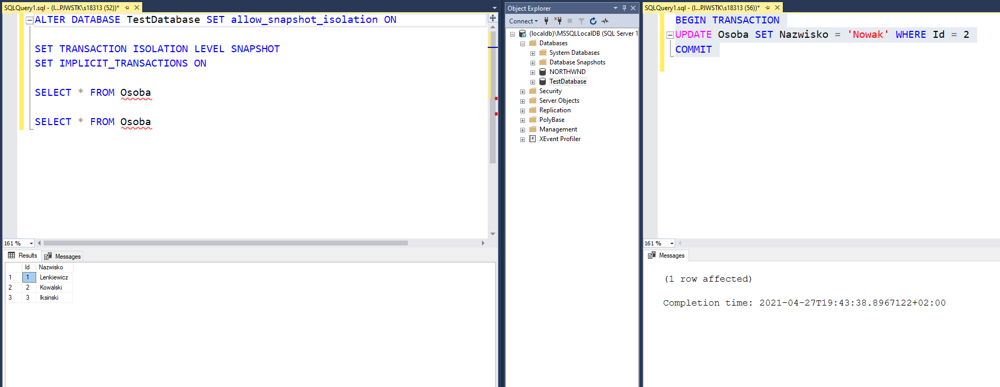 SQLQuery1.sql - (l...PJWSTK\s18313 (52))*
ALTER DATABASE TestDatabase SET allow_snapshot_isolation ON
SET TRANSACTION ISOLATION LEVEL SNAPSHOT
SET IMPLICIT_TRANSACTIONS ON
SELECT * FROM Osoba
SELECT * FROM Osoba
161 %
Results Messages
Id Nazwisko
1 1 Lenkiewicz
2 2 Kowalski
3 3 Iksinski
Object Explorer
Connect
(localdb)\MSSQLLocalDB (SQL Server 1
Databases
System Databases
Database Snapshots
NORTHWND
TestDatabase
Security
Server Objects
Replication
PolyBase
Management
XEvent Profiler
SQLQuery1.sql - (l...PJWSTK\s18313 (56))*
BEGIN TRANSACTION
UPDATE Osoba SET Nazwisko = 'Nowak' WHERE Id = 2
COMMIT
161 %
Messages
(1 row affected)
Completion time: 2021-04-27T19:43:38.8967122+02:00